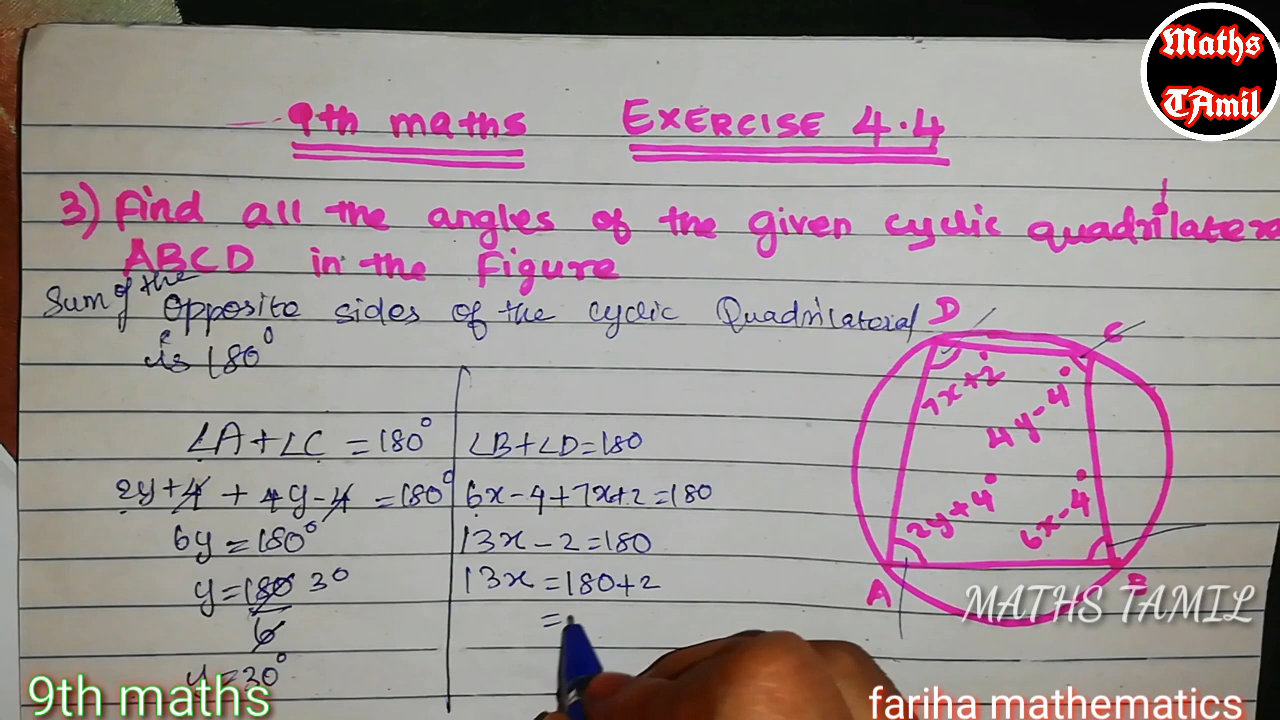 Maths
TAmil
9th maths EXERCISE 4.4
3) Find all the angles of the given cyclic quadrilateral
ABCD in the Figure
Sum of the opposite sides of the cyclic Quadrilateral
is 180°
∠A+∠C = 180°
2y+4 + 4y-4 = 180°
6y = 180°
y = 180 30
6
y = 30°
∠B+∠D = 180
6x-4+7x+2 = 180
13x - 2 = 180
13x = 180+2
=
D C
7x+2°
4y-4°
2y+4° 6x-4°
A B
MATHS TAMIL
9th maths
fariha mathematics